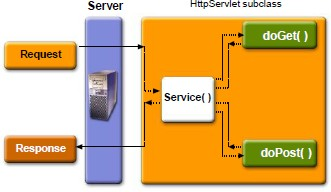 Server
HttpServlet subclass
Request
doGet( )
Service( )
Response
doPost( )